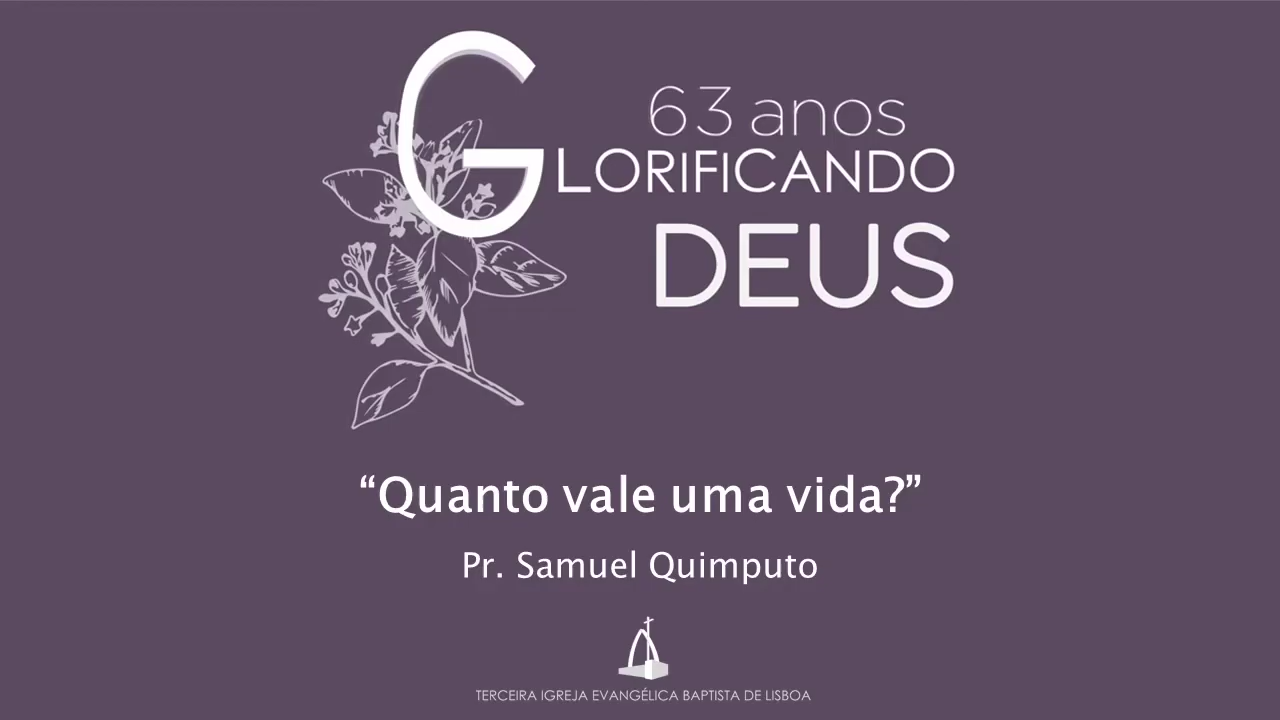 63 anos
GLORIFICANDO
DEUS
“Quanto vale uma vida?”
Pr. Samuel Quimputo
TERCEIRA IGREJA EVANGÉLICA BAPTISTA DE LISBOA